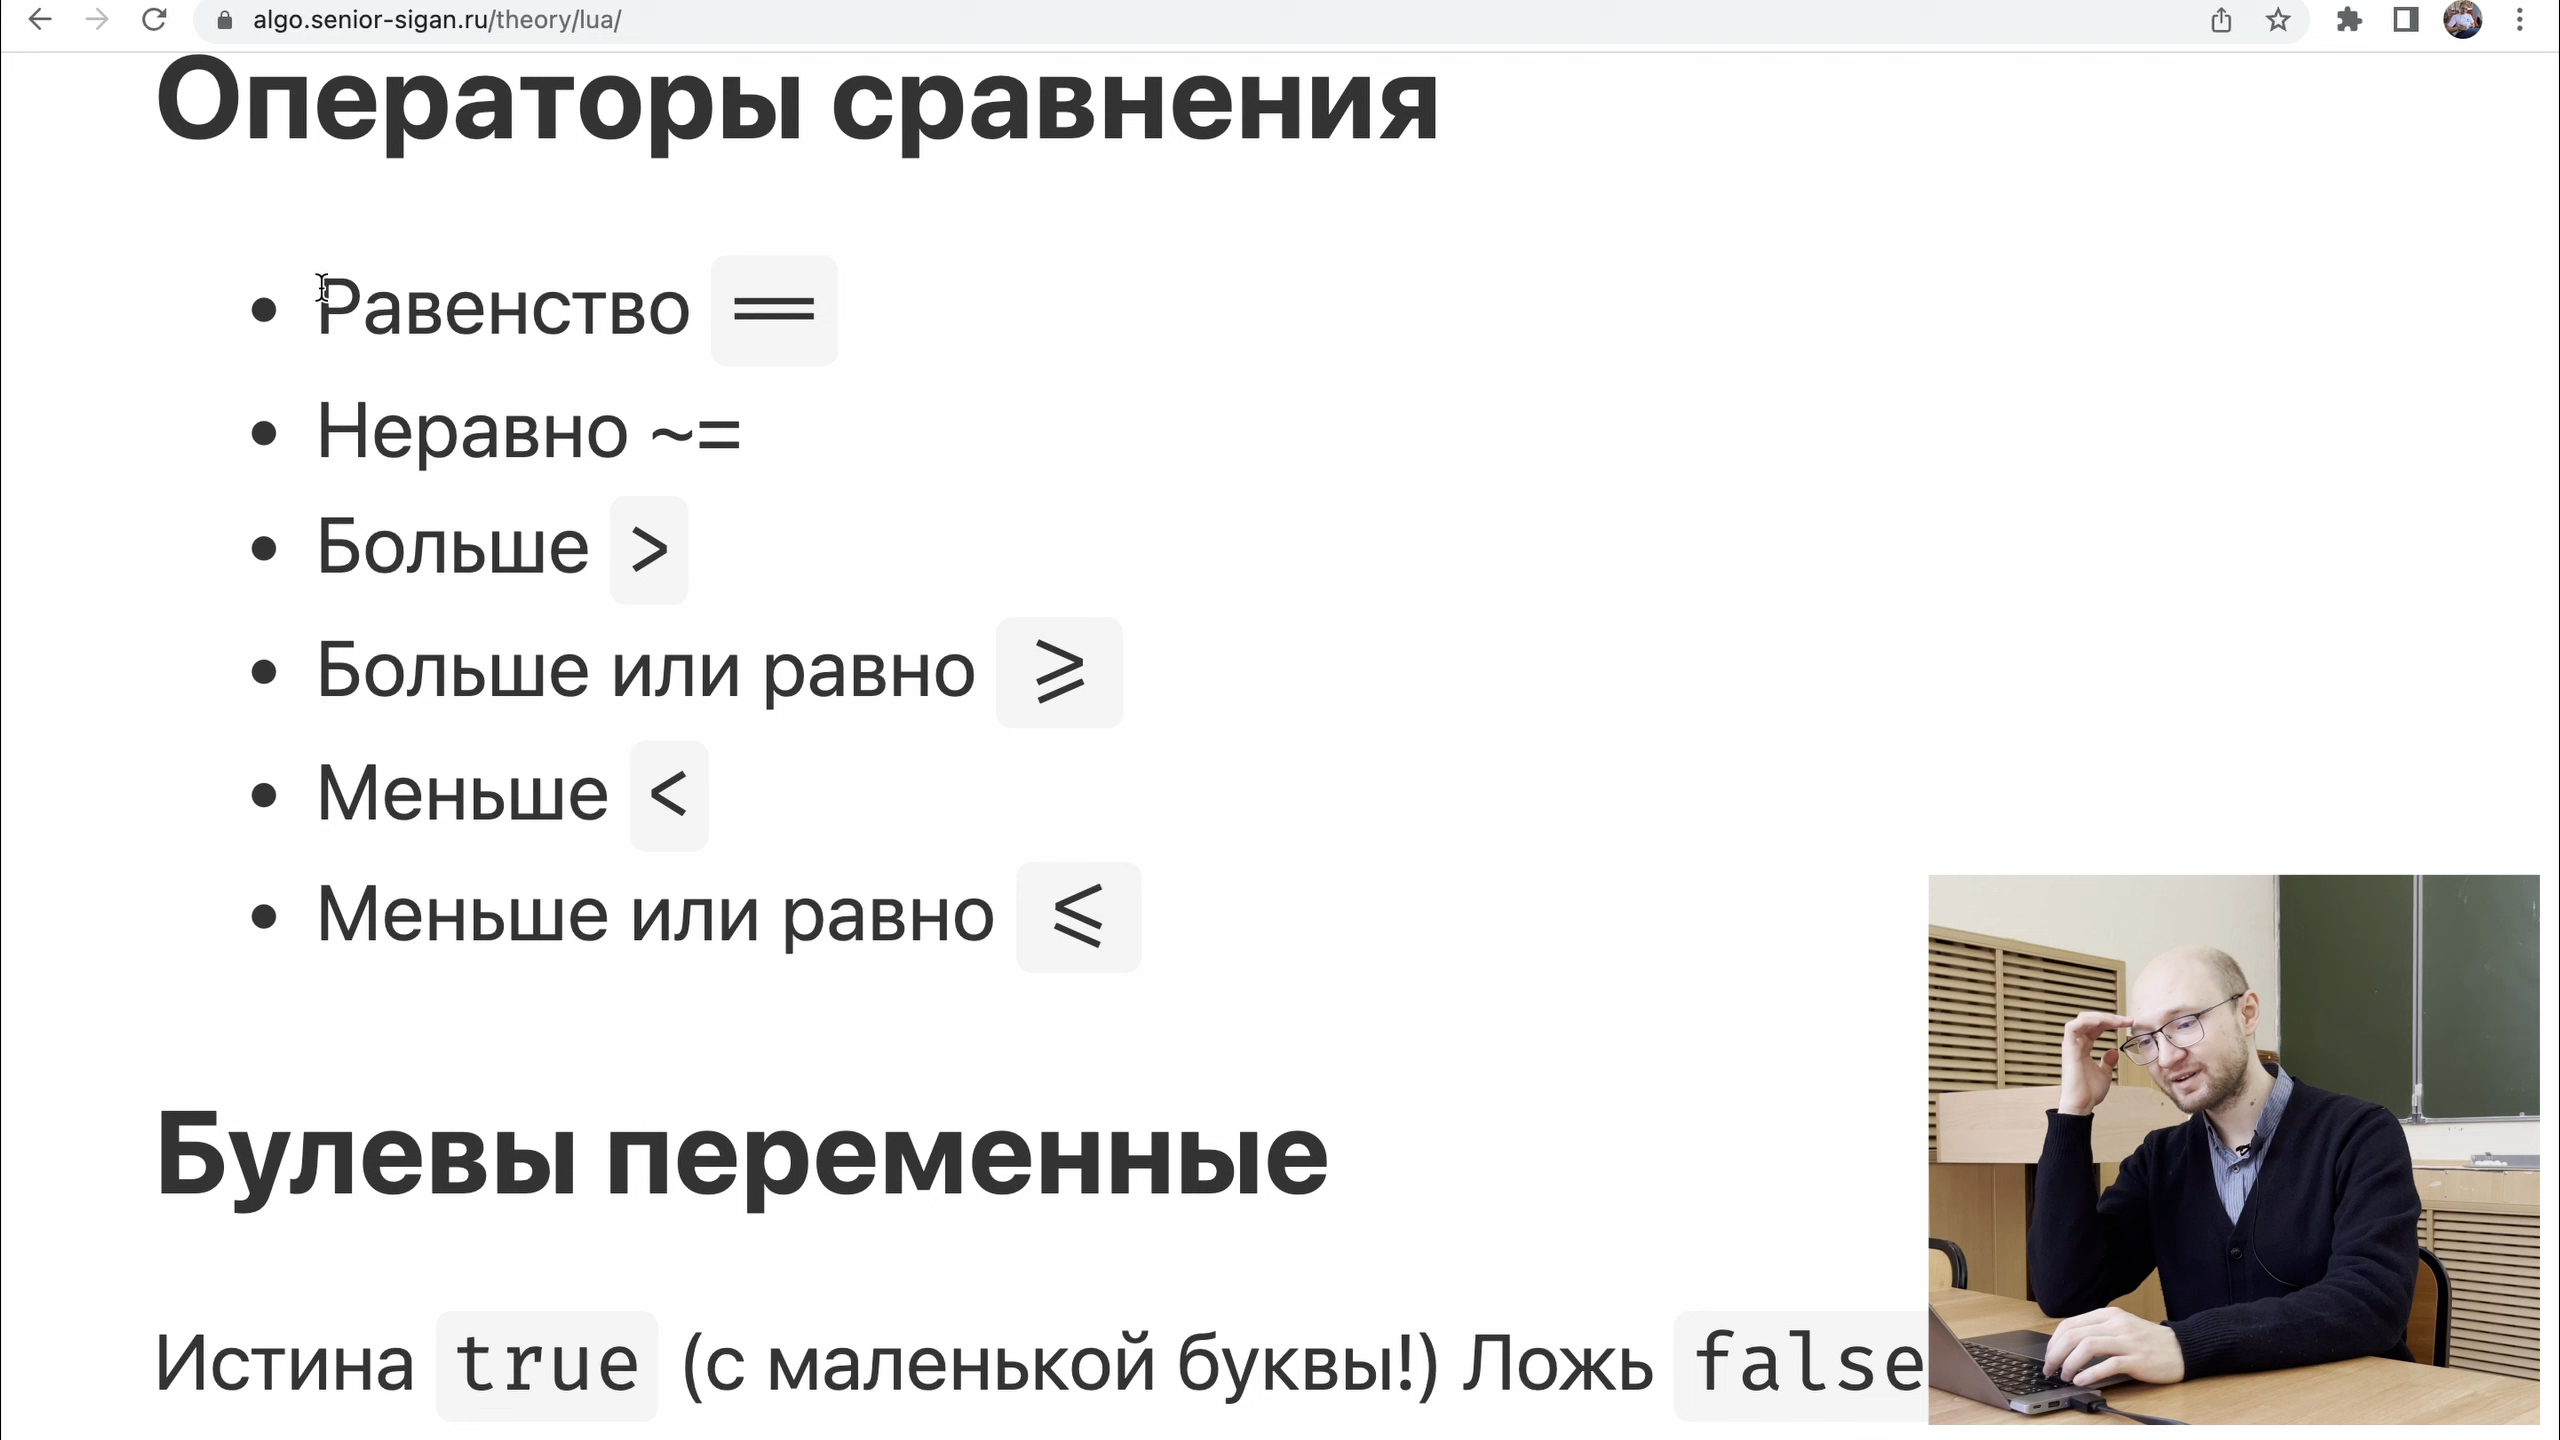 algo.senior-sigan.ru/theory/lua/
Операторы сравнения
• Равенство ==
• Неравно ~=
• Больше >
• Больше или равно >=
• Меньше <
• Меньше или равно <=
Булевы переменные
Истина true (с маленькой буквы!) Ложь false